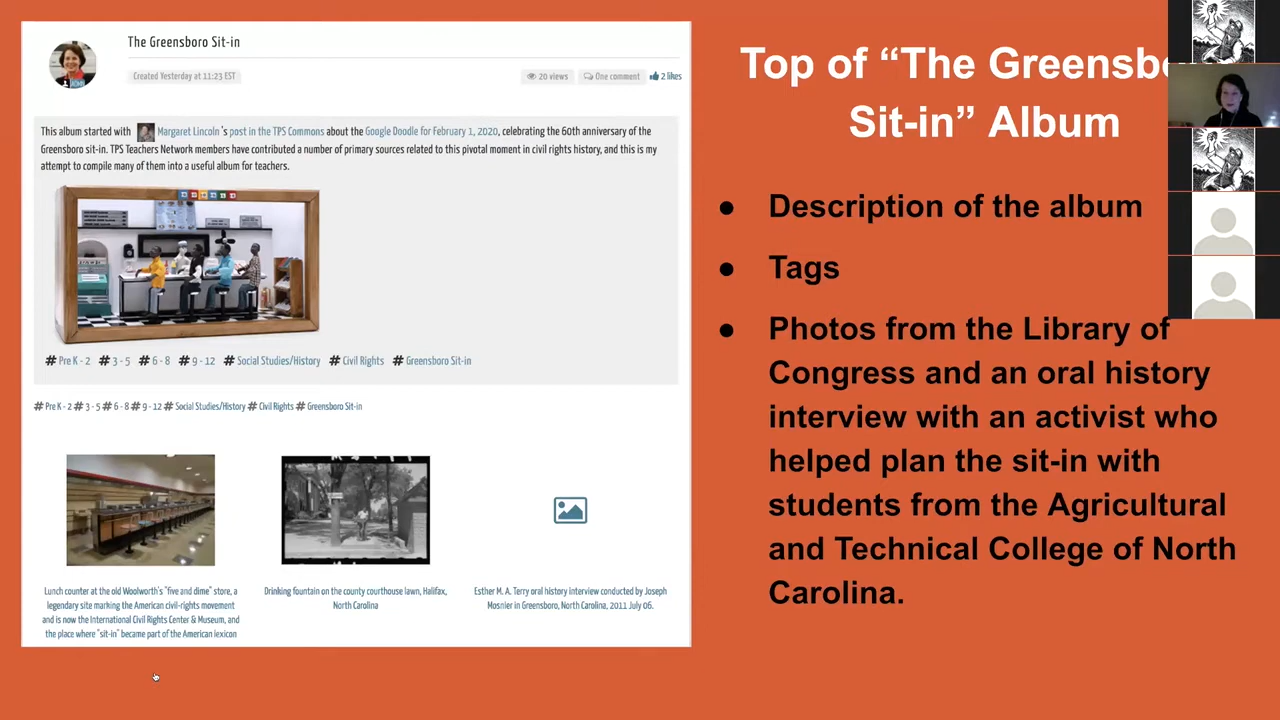 The Greensboro Sit-in
Created Yesterday at 11:23 EST
20 views
One comment
2 likes
This album started with Margaret Lincoln 's post in the TPS Commons about the Google Doodle for February 1, 2020, celebrating the 60th anniversary of the
Greensboro sit-in. TPS Teachers Network members have contributed a number of primary sources related to this pivotal moment in civil rights history, and this is my
attempt to compile many of them into a useful album for teachers.
# Pre K - 2 # 3 - 5 # 6 - 8 # 9 - 12 # Social Studies/History # Civil Rights # Greensboro Sit-in
# Pre K - 2 # 3 - 5 # 6 - 8 # 9 - 12 # Social Studies/History # Civil Rights # Greensboro Sit-in
Lunch counter at the old Woolworth's "five and dime" store, a
legendary site marking the American civil-rights movement
and is now the International Civil Rights Center & Museum, and
the place where "sit-in" became part of the American lexicon
Drinking fountain on the county courthouse lawn, Halifax,
North Carolina
Esther M. A. Terry oral history interview conducted by Joseph
Mosnier in Greensboro, North Carolina, 2011 July 06.
Top of “The Greensb
Sit-in” Album
● Description of the album
● Tags
● Photos from the Library of
Congress and an oral history
interview with an activist who
helped plan the sit-in with
students from the Agricultural
and Technical College of North
Carolina.